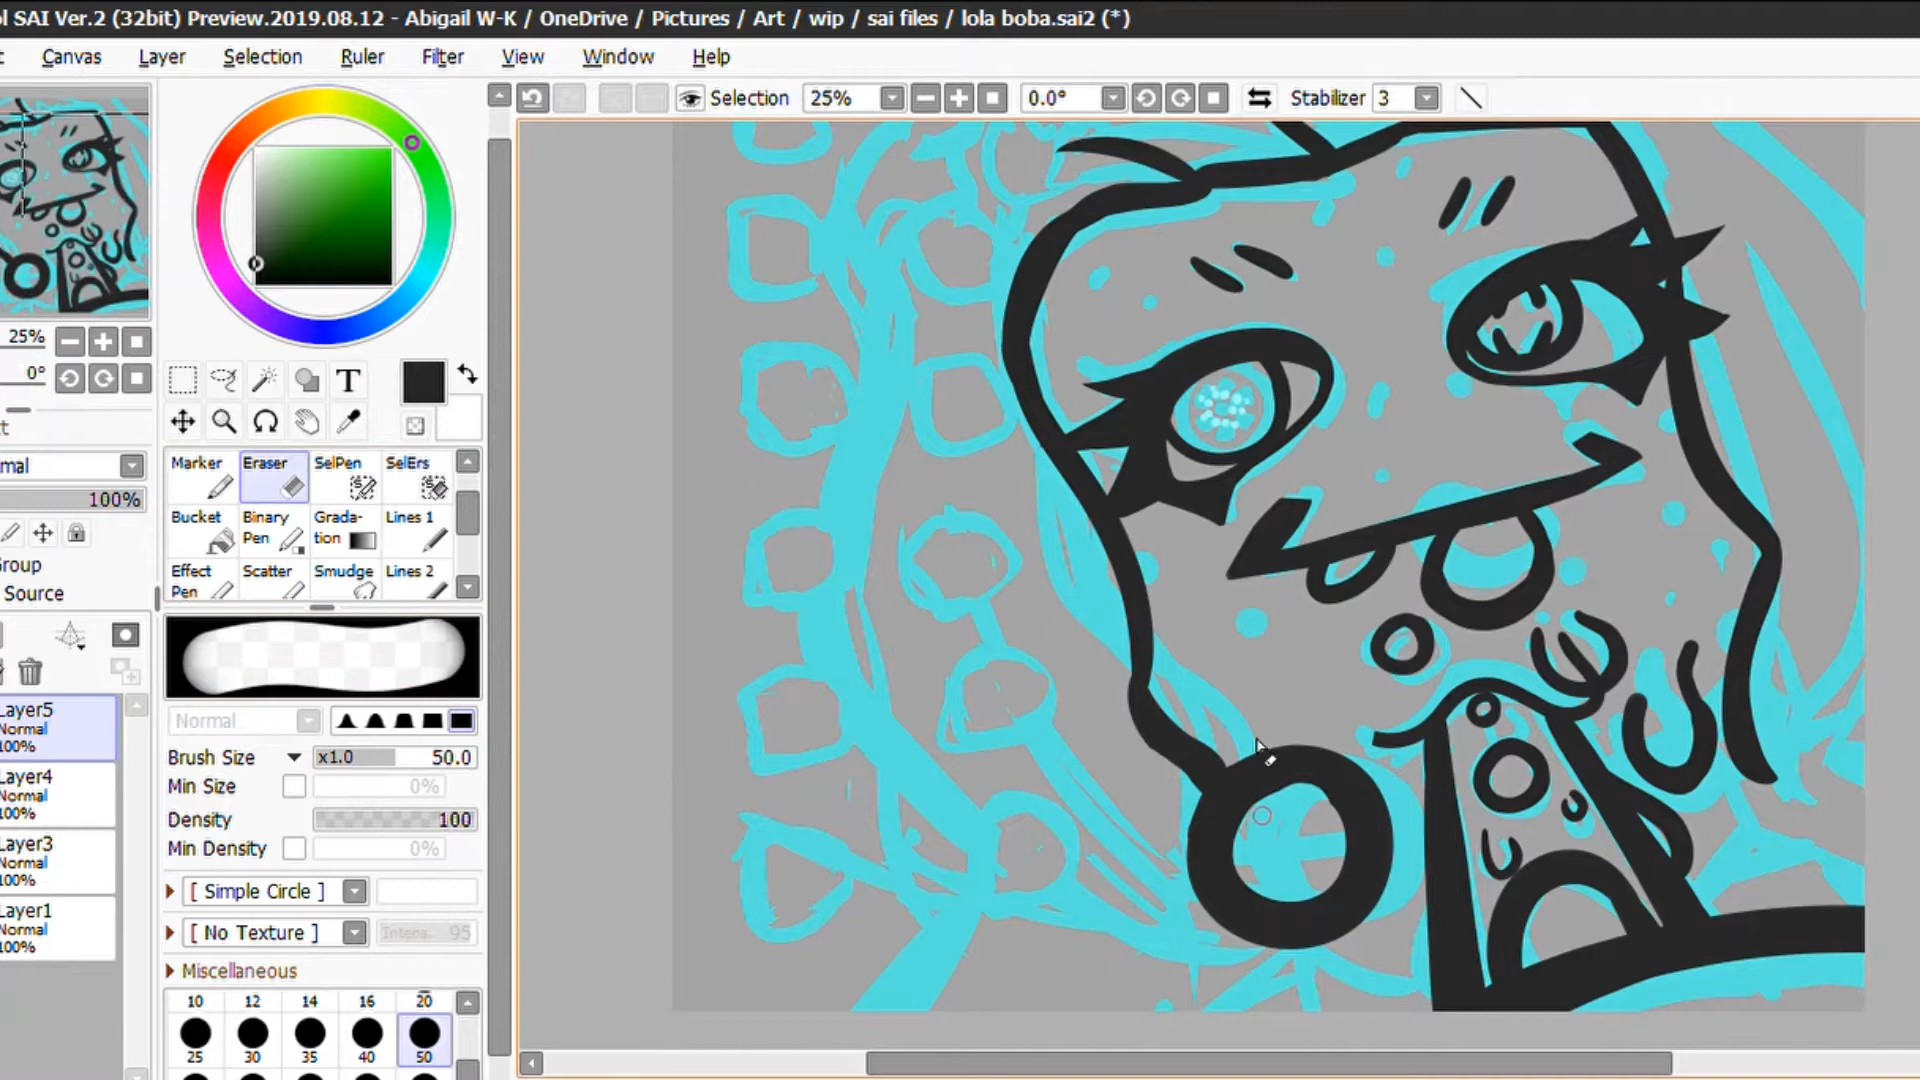 ol SAI Ver.2 (32bit) Preview.2019.08.12 - Abigail W-K / OneDrive / Pictures / Art / wip / sai files / lola boba.sai2 (*)
t Canvas Layer Selection Ruler Filter View Window Help
Selection 25% 0.0° Stabilizer 3
25%
0°
t
mal
100%
Group
Source
T
Marker Eraser SelPen SelErs
Bucket Binary Pen Grada-tion Lines 1
Effect Pen Scatter Smudge Lines 2
Normal
Brush Size x1.0 50.0
Min Size 0%
Density 100
Min Density 0%
[ Simple Circle ]
[ No Texture ] Intens. 95
Miscellaneous
10 12 14 16 20
25 30 35 40 50
Layer5
Normal
100%
Layer4
Normal
100%
Layer3
Normal
100%
Layer1
Normal
100%